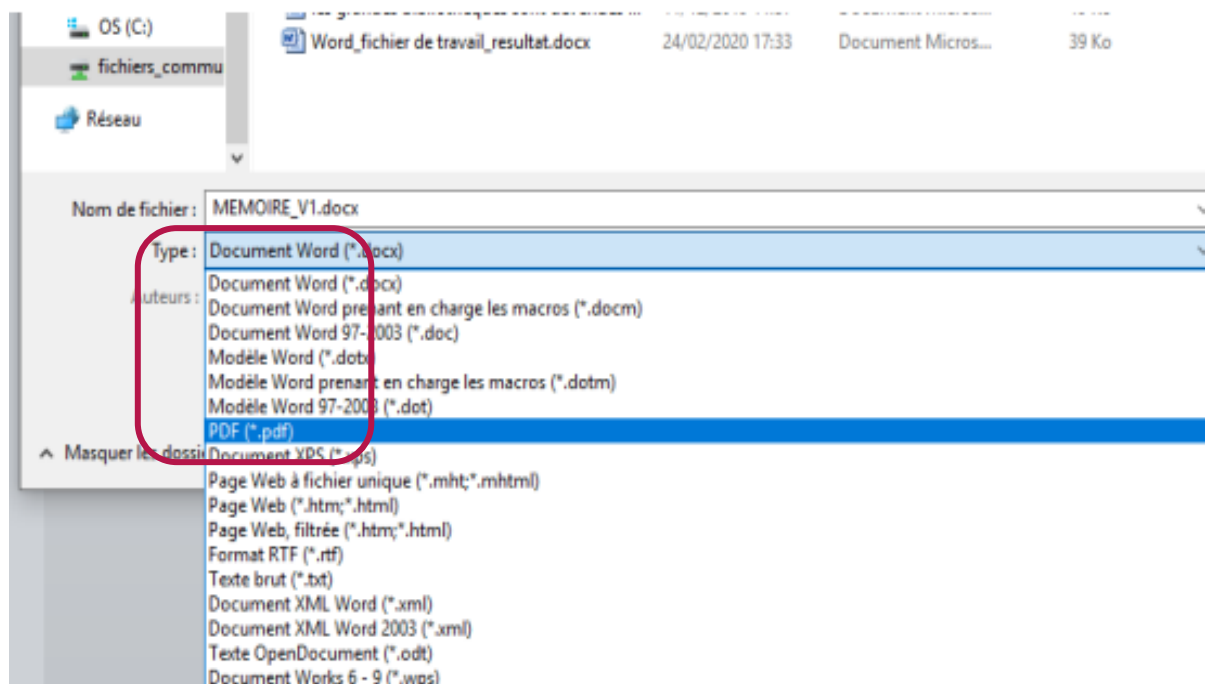 OS (C:)
Word_fichier de travail_resultat.docx 24/02/2020 17:33 Document Micros... 39 Ko
fichiers_commu
Réseau
Nom de fichier : MEMOIRE_V1.docx
Type : Document Word (*.docx)
Auteurs :
Document Word (*.docx)
Document Word prenant en charge les macros (*.docm)
Document Word 97-2003 (*.doc)
Modèle Word (*.dotx)
Modèle Word prenant en charge les macros (*.dotm)
Modèle Word 97-2003 (*.dot)
PDF (*.pdf)
Masquer les dossi
Document XPS (*.xps)
Page Web à fichier unique (*.mht;*.mhtml)
Page Web (*.htm;*.html)
Page Web, filtrée (*.htm;*.html)
Format RTF (*.rtf)
Texte brut (*.txt)
Document XML Word (*.xml)
Document XML Word 2003 (*.xml)
Texte OpenDocument (*.odt)
Document Works 6 - 9 (*.wps)